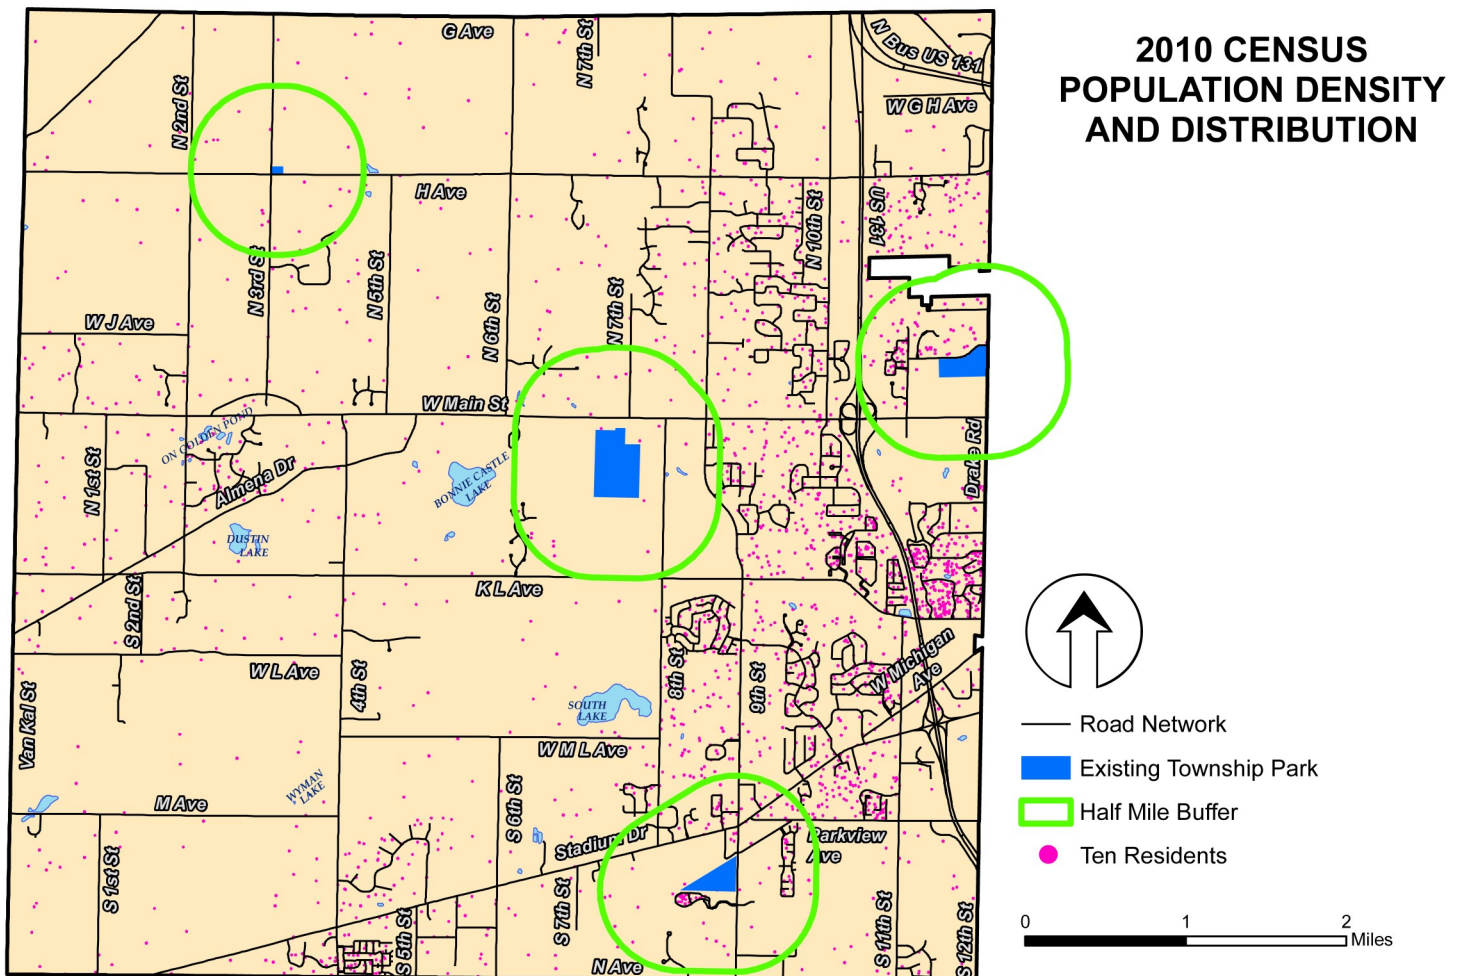 2010 CENSUS
POPULATION DENSITY
AND DISTRIBUTION
G Ave
N 7th St
N Bus US 131
N 2nd St
W G H Ave
H Ave
N 10th St
US 131
N 3rd St
N 5th St
N 6th St
N 7th St
W J Ave
W Main St
ON GOLDEN POND
N 1st St
Almena Dr
BONNIE CASTLE
LAKE
Drake Rd
DUSTIN
LAKE
K L Ave
S 2nd St
W L Ave
4th St
8th St
9th St
W Michigan
Ave
SOUTH
LAKE
Van Kal St
W M L Ave
WYMAN
LAKE
M Ave
S 6th St
Stadium Dr
Parkview
Ave
S 1st St
S 7th St
S 5th St
S 11th St
S 12th St
N Ave
Road Network
Existing Township Park
Half Mile Buffer
Ten Residents
0 1 2
Miles